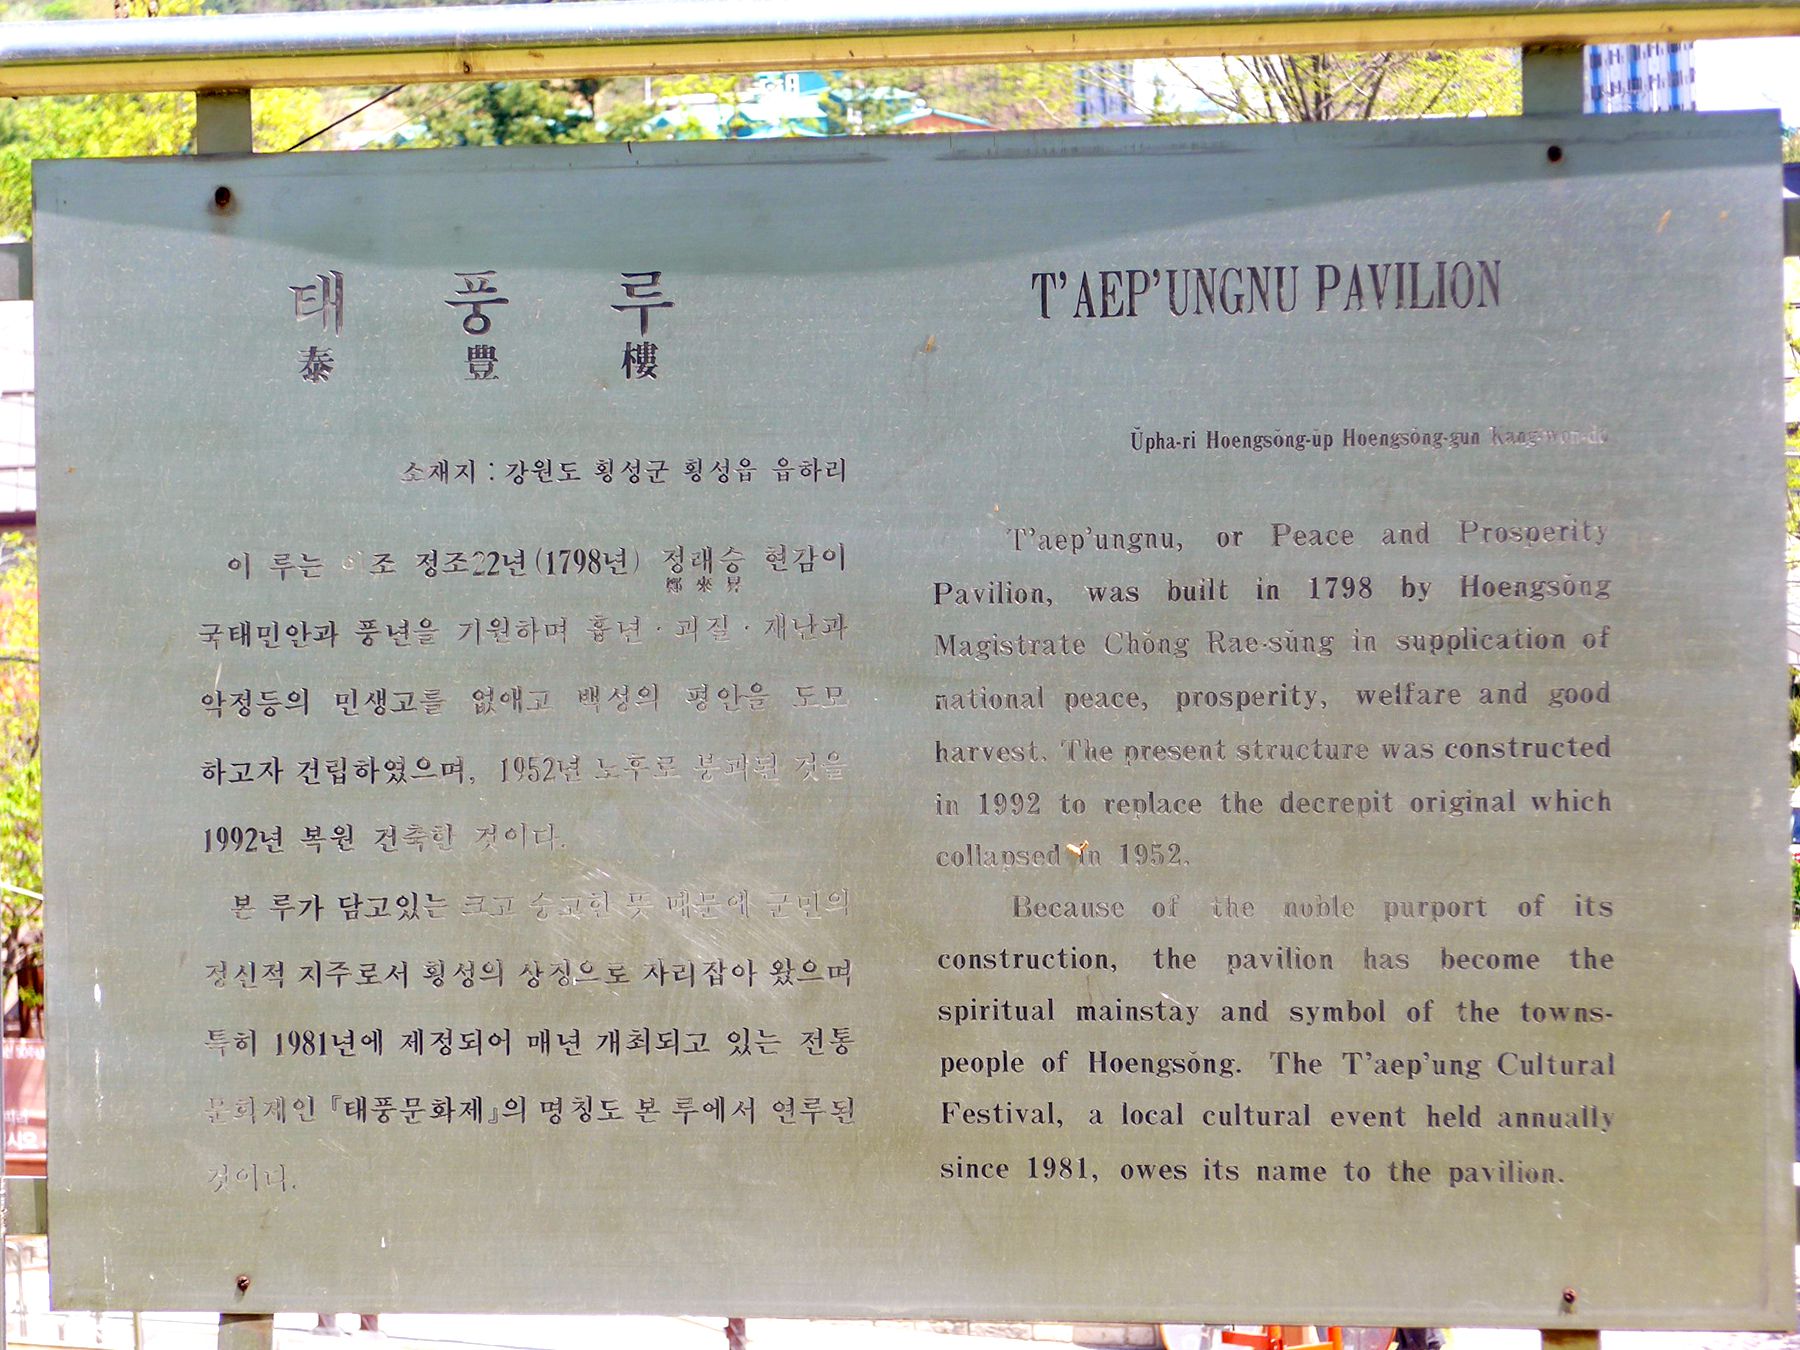 태 풍 루
泰 豊 樓
소재지 : 강원도 횡성군 횡성읍 읍하리
이 루는 이조 정조22년(1798년) 정래승 현감이
鄭來昇
국태민안과 풍년을 기원하며 흉년·괴질·재난과
악정등의 민생고를 없애고 백성의 평안을 도모
하고자 건립하였으며, 1952년 노후로 붕괴된 것을
1992년 복원 건축한 것이다.
본 루가 담고있는 크고 숭고한 뜻 때문에 군민의
정신적 지주로서 횡성의 상징으로 자리잡아 왔으며
특히 1981년에 제정되어 매년 개최되고 있는 전통
문화제인 『태풍문화제』의 명칭도 본 루에서 연루된
것이다.
T'AEP'UNGNU PAVILION
Ŭpha-ri Hoengsŏng-ŭp Hoengsŏng-gun Kang-won-do
T'aep'ungnu, or Peace and Prosperity
Pavilion, was built in 1798 by Hoengsŏng
Magistrate Chŏng Rae-sŭng in supplication of
national peace, prosperity, welfare and good
harvest. The present structure was constructed
in 1992 to replace the decrepit original which
collapsed in 1952.
Because of the noble purport of its
construction, the pavilion has become the
spiritual mainstay and symbol of the towns-
people of Hoengsŏng. The T'aep'ung Cultural
Festival, a local cultural event held annually
since 1981, owes its name to the pavilion.